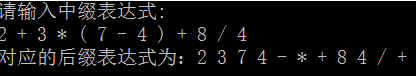 请输入中缀表达式:
2 + 3 * ( 7 - 4 ) + 8 / 4
对应的后缀表达式为: 2 3 7 4 - * + 8 4 / +